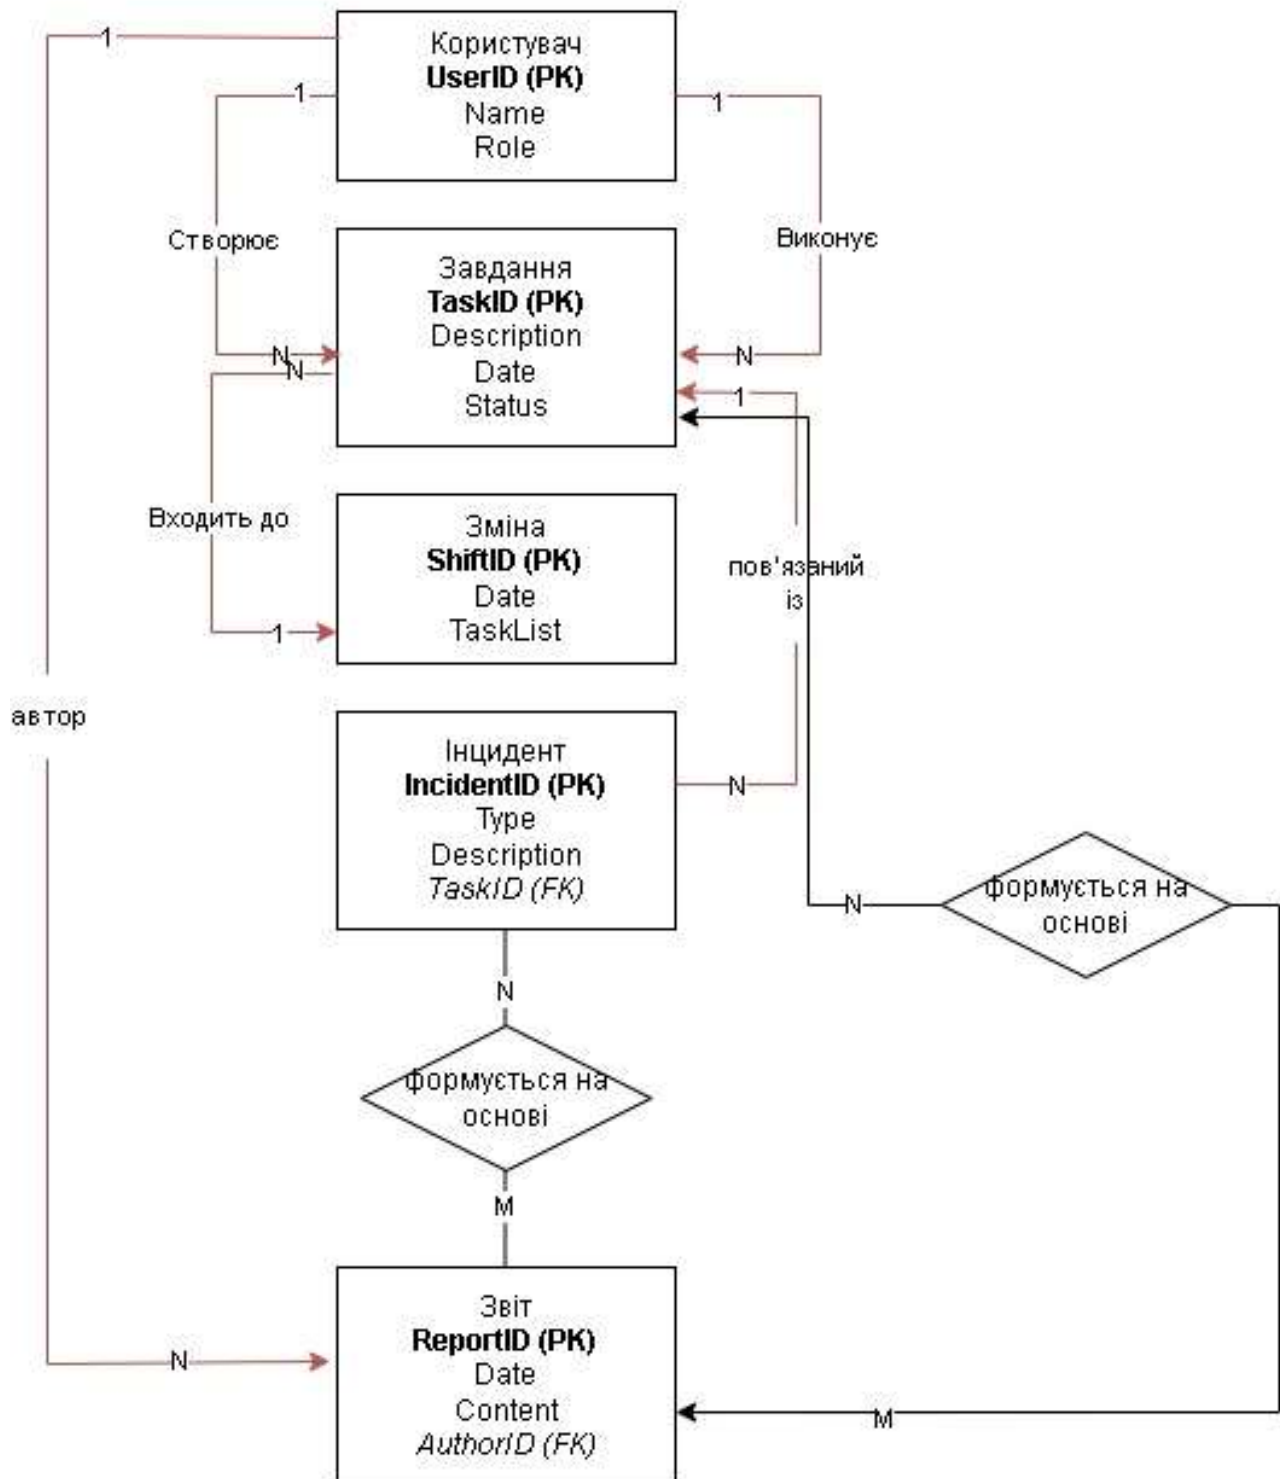 1
Користувач
UserID (PK)
Name
Role
1
1
Створює
Виконує
Завдання
TaskID (PK)
Description
Date
Status
N
N
N
1
Входить до
Зміна
ShiftID (PK)
Date
TaskList
1
пов'язаний
із
автор
Інцидент
IncidentID (PK)
Type
Description
TaskID (FK)
N
формується на
основі
N
N
формується на
основі
M
Звіт
ReportID (PK)
Date
Content
AuthorID (FK)
N
M